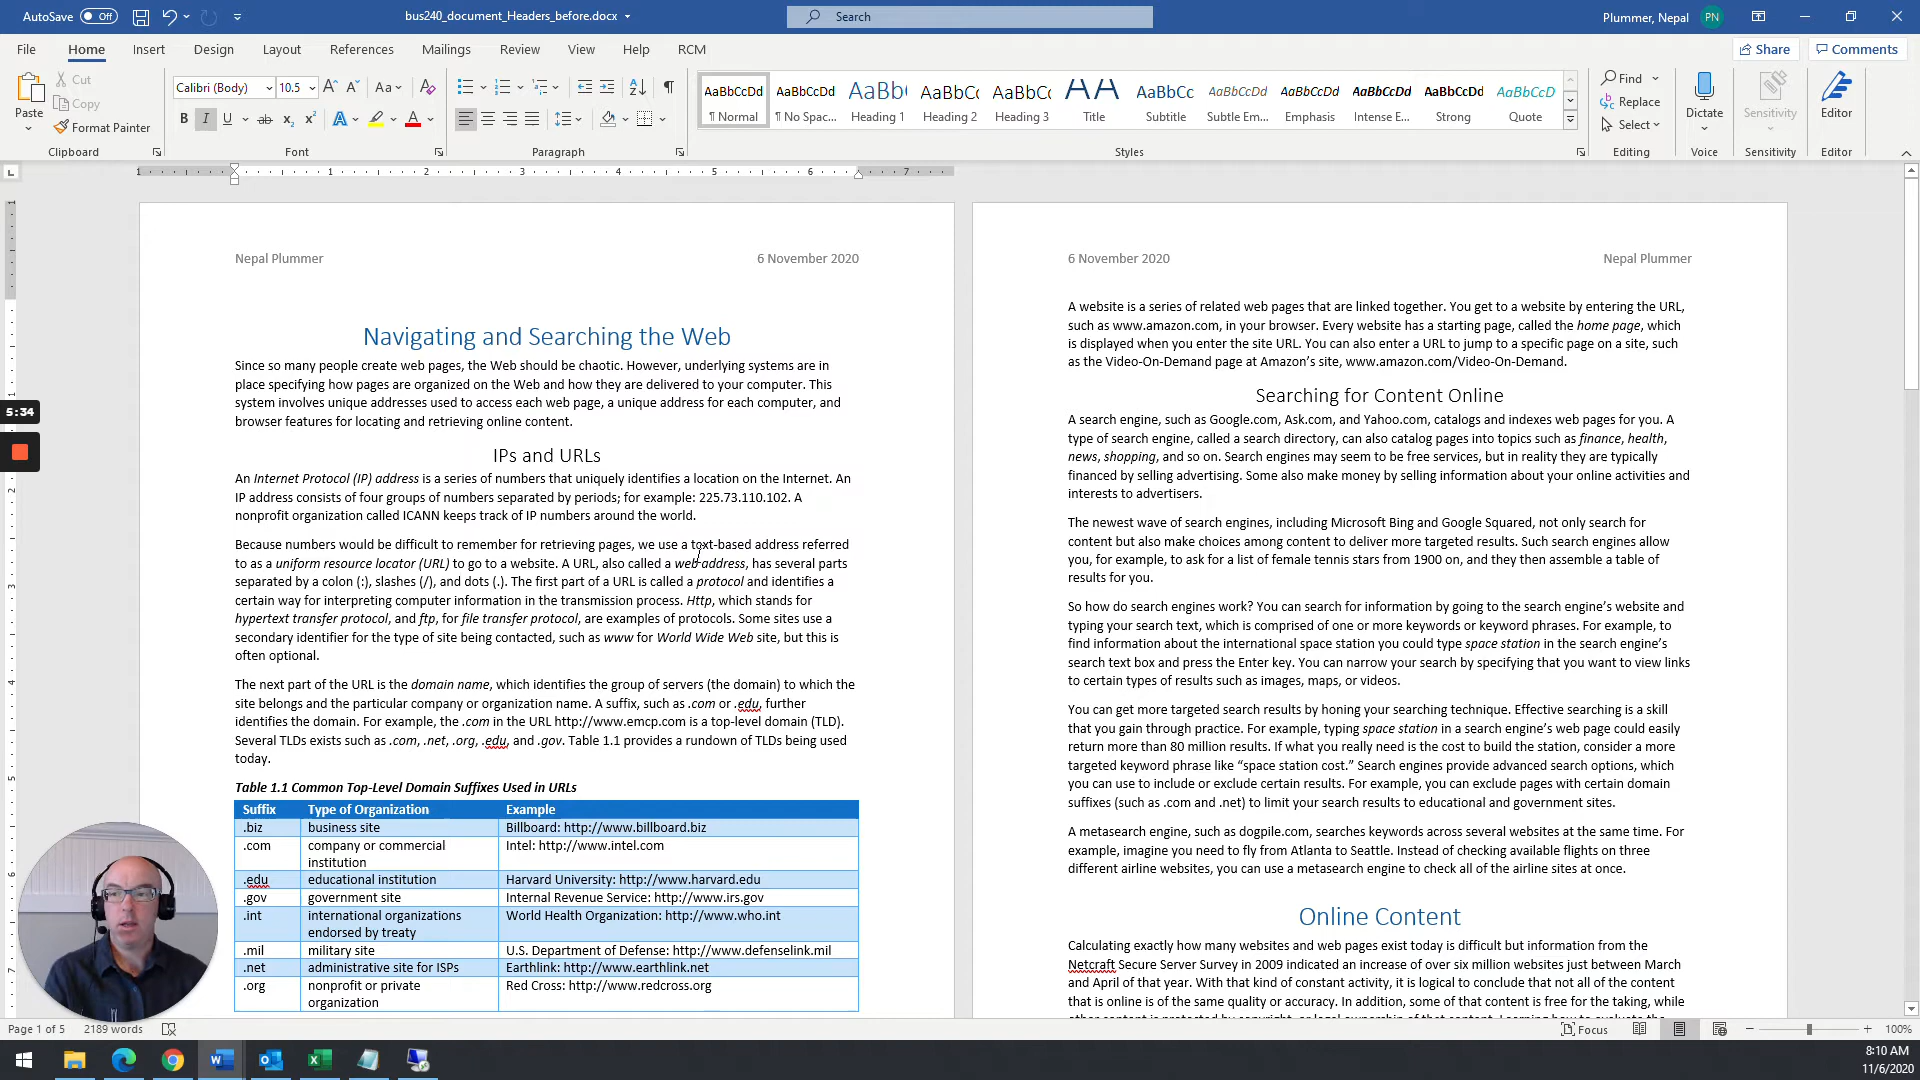 AutoSave Off
bus240_document_Headers_before.docx
Search
Plummer, Nepal PN
File Home Insert Design Layout References Mailings Review View Help RCM
Share Comments
Paste
Cut
Copy
Format Painter
Clipboard
Calibri (Body) 10.5
Font
Paragraph
AaBbCcDd AaBbCcDd AaBb( AaBbCc AaBbC( AA AaBbCc AaBbCcDd AaBbCcDd AaBbCcDd AaBbCcDd AaBbCcD
¶ Normal ¶ No Spac... Heading 1 Heading 2 Heading 3 Title Subtitle Subtle Em... Emphasis Intense E... Strong Quote
Styles
Find
Replace
Select
Editing
Dictate
Voice
Sensitivity
Sensitivity
Editor
Editor
5:34
Nepal Plummer 6 November 2020
Navigating and Searching the Web
Since so many people create web pages, the Web should be chaotic. However, underlying systems are in
place specifying how pages are organized on the Web and how they are delivered to your computer. This
system involves unique addresses used to access each web page, a unique address for each computer, and
browser features for locating and retrieving online content.
IPs and URLs
An Internet Protocol (IP) address is a series of numbers that uniquely identifies a location on the Internet. An
IP address consists of four groups of numbers separated by periods; for example: 225.73.110.102. A
nonprofit organization called ICANN keeps track of IP numbers around the world.
Because numbers would be difficult to remember for retrieving pages, we use a text-based address referred
to as a uniform resource locator (URL) to go to a website. A URL, also called a web address, has several parts
separated by a colon (:), slashes (/), and dots (.). The first part of a URL is called a protocol and identifies a
certain way for interpreting computer information in the transmission process. Http, which stands for
hypertext transfer protocol, and ftp, for file transfer protocol, are examples of protocols. Some sites use a
secondary identifier for the type of site being contacted, such as www for World Wide Web site, but this is
often optional.
The next part of the URL is the domain name, which identifies the group of servers (the domain) to which the
site belongs and the particular company or organization name. A suffix, such as .com or .edu, further
identifies the domain. For example, the .com in the URL http://www.emcp.com is a top-level domain (TLD).
Several TLDs exists such as .com, .net, .org, .edu, and .gov. Table 1.1 provides a rundown of TLDs being used
today.
Table 1.1 Common Top-Level Domain Suffixes Used in URLs
Suffix Type of Organization Example
.biz business site Billboard: http://www.billboard.biz
.com company or commercial institution Intel: http://www.intel.com
.edu educational institution Harvard University: http://www.harvard.edu
.gov government site Internal Revenue Service: http://www.irs.gov
.int international organizations endorsed by treaty World Health Organization: http://www.who.int
.mil military site U.S. Department of Defense: http://www.defenselink.mil
.net administrative site for ISPs Earthlink: http://www.earthlink.net
.org nonprofit or private organization Red Cross: http://www.redcross.org
6 November 2020 Nepal Plummer
A website is a series of related web pages that are linked together. You get to a website by entering the URL,
such as www.amazon.com, in your browser. Every website has a starting page, called the home page, which
is displayed when you enter the site URL. You can also enter a URL to jump to a specific page on a site, such
as the Video-On-Demand page at Amazon’s site, www.amazon.com/Video-On-Demand.
Searching for Content Online
A search engine, such as Google.com, Ask.com, and Yahoo.com, catalogs and indexes web pages for you. A
type of search engine, called a search directory, can also catalog pages into topics such as finance, health,
news, shopping, and so on. Search engines may seem to be free services, but in reality they are typically
financed by selling advertising. Some also make money by selling information about your online activities and
interests to advertisers.
The newest wave of search engines, including Microsoft Bing and Google Squared, not only search for
content but also make choices among content to deliver more targeted results. Such search engines allow
you, for example, to ask for a list of female tennis stars from 1900 on, and they then assemble a table of
results for you.
So how do search engines work? You can search for information by going to the search engine’s website and
typing your search text, which is comprised of one or more keywords or keyword phrases. For example, to
find information about the international space station you could type space station in the search engine’s
search text box and press the Enter key. You can narrow your search by specifying that you want to view links
to certain types of results such as images, maps, or videos.
You can get more targeted search results by honing your searching technique. Effective searching is a skill
that you gain through practice. For example, typing space station in a search engine’s web page could easily
return more than 80 million results. If what you really need is the cost to build the station, consider a more
targeted keyword phrase like “space station cost.” Search engines provide advanced search options, which
you can use to include or exclude certain results. For example, you can exclude pages with certain domain
suffixes (such as .com and .net) to limit your search results to educational and government sites.
A metasearch engine, such as dogpile.com, searches keywords across several websites at the same time. For
example, imagine you need to fly from Atlanta to Seattle. Instead of checking available flights on three
different airline websites, you can use a metasearch engine to check all of the airline sites at once.
Online Content
Calculating exactly how many websites and web pages exist today is difficult but information from the
Netcraft Secure Server Survey in 2009 indicated an increase of over six million websites just between March
and April of that year. With that kind of constant activity, it is logical to conclude that not all of the content
that is online is of the same quality or accuracy. In addition, some of that content is free for the taking, while
Page 1 of 5 2189 words
Focus
100%
8:10 AM
11/6/2020